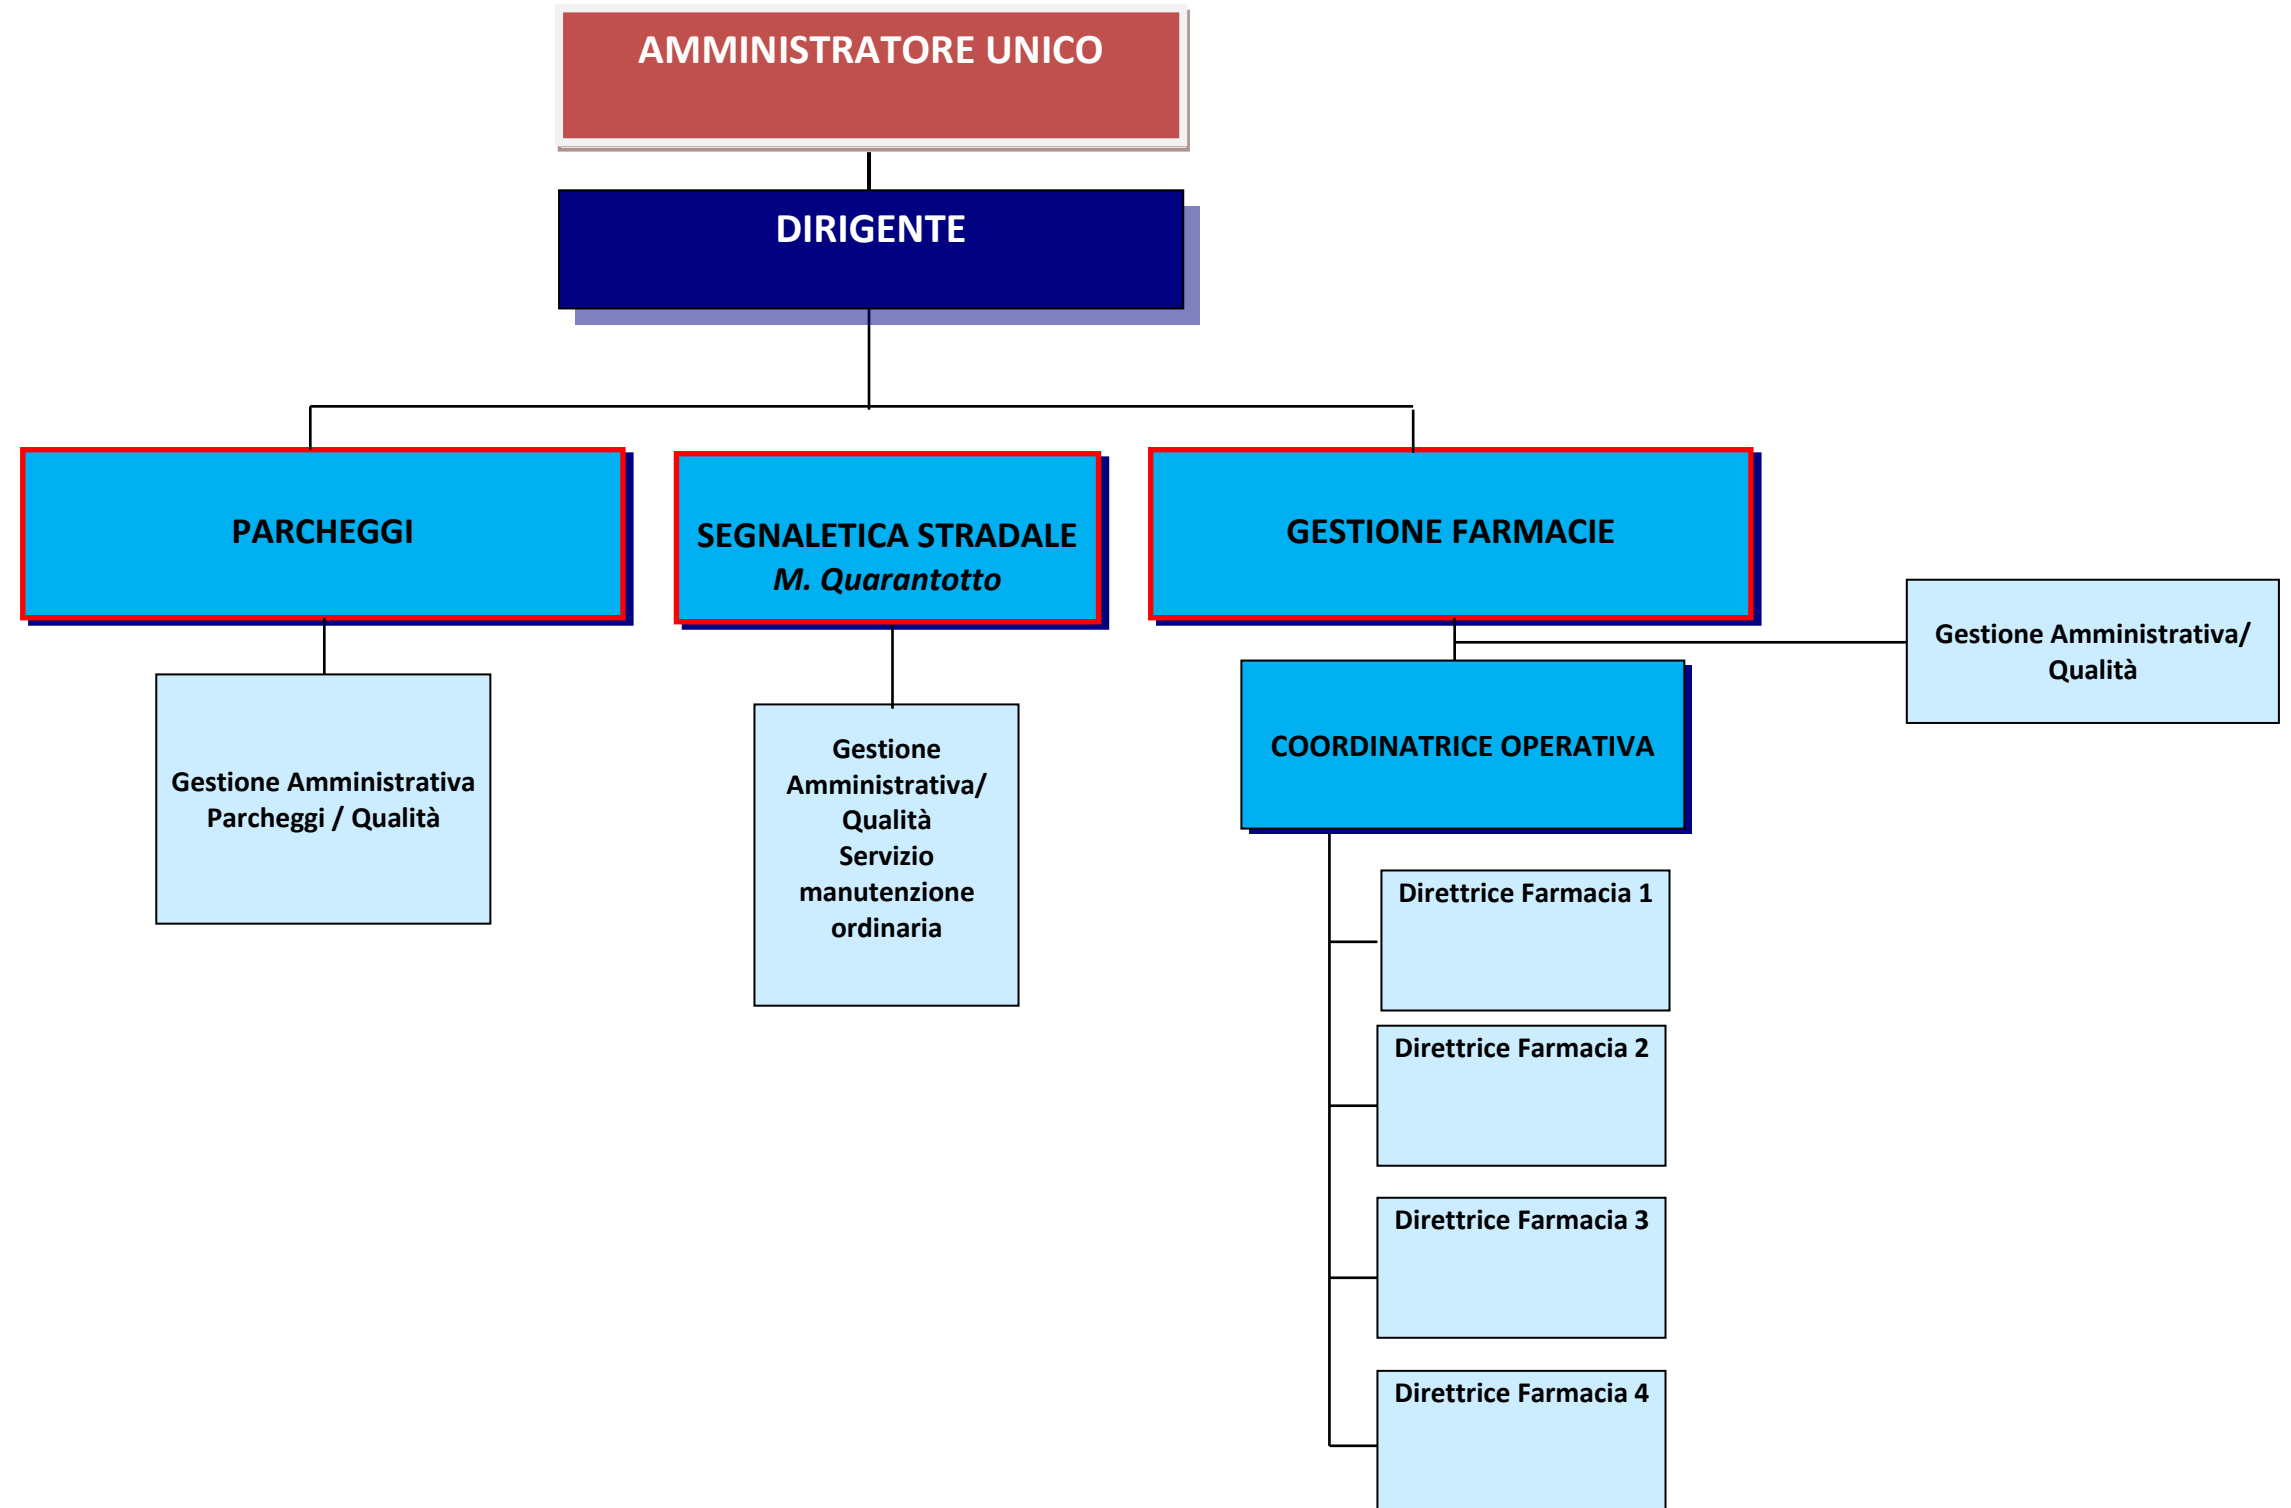 AMMINISTRATORE UNICO
DIRIGENTE
PARCHEGGI
SEGNALETICA STRADALE
M. Quarantotto
GESTIONE FARMACIE
Gestione Amministrativa/
Qualità
Gestione Amministrativa
Parcheggi / Qualità
Gestione
Amministrativa/
Qualità
Servizio
manutenzione
ordinaria
COORDINATRICE OPERATIVA
Direttrice Farmacia 1
Direttrice Farmacia 2
Direttrice Farmacia 3
Direttrice Farmacia 4